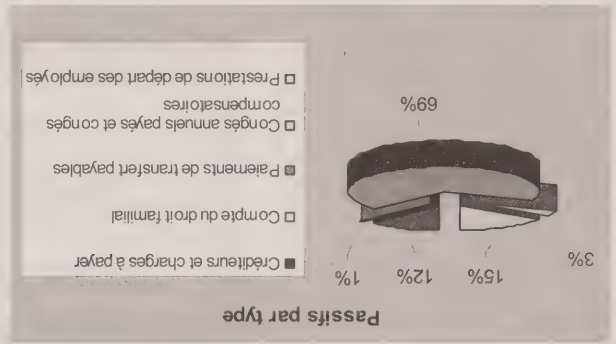 Passifs par type
3%
15%
12%
1%
69%
■ Créditeurs et charges à payer
□ Compte du droit familial
■ Paiements de transfert payables
□ Congés annuels payés et congés
compensatoires
□ Prestations de départ des employés